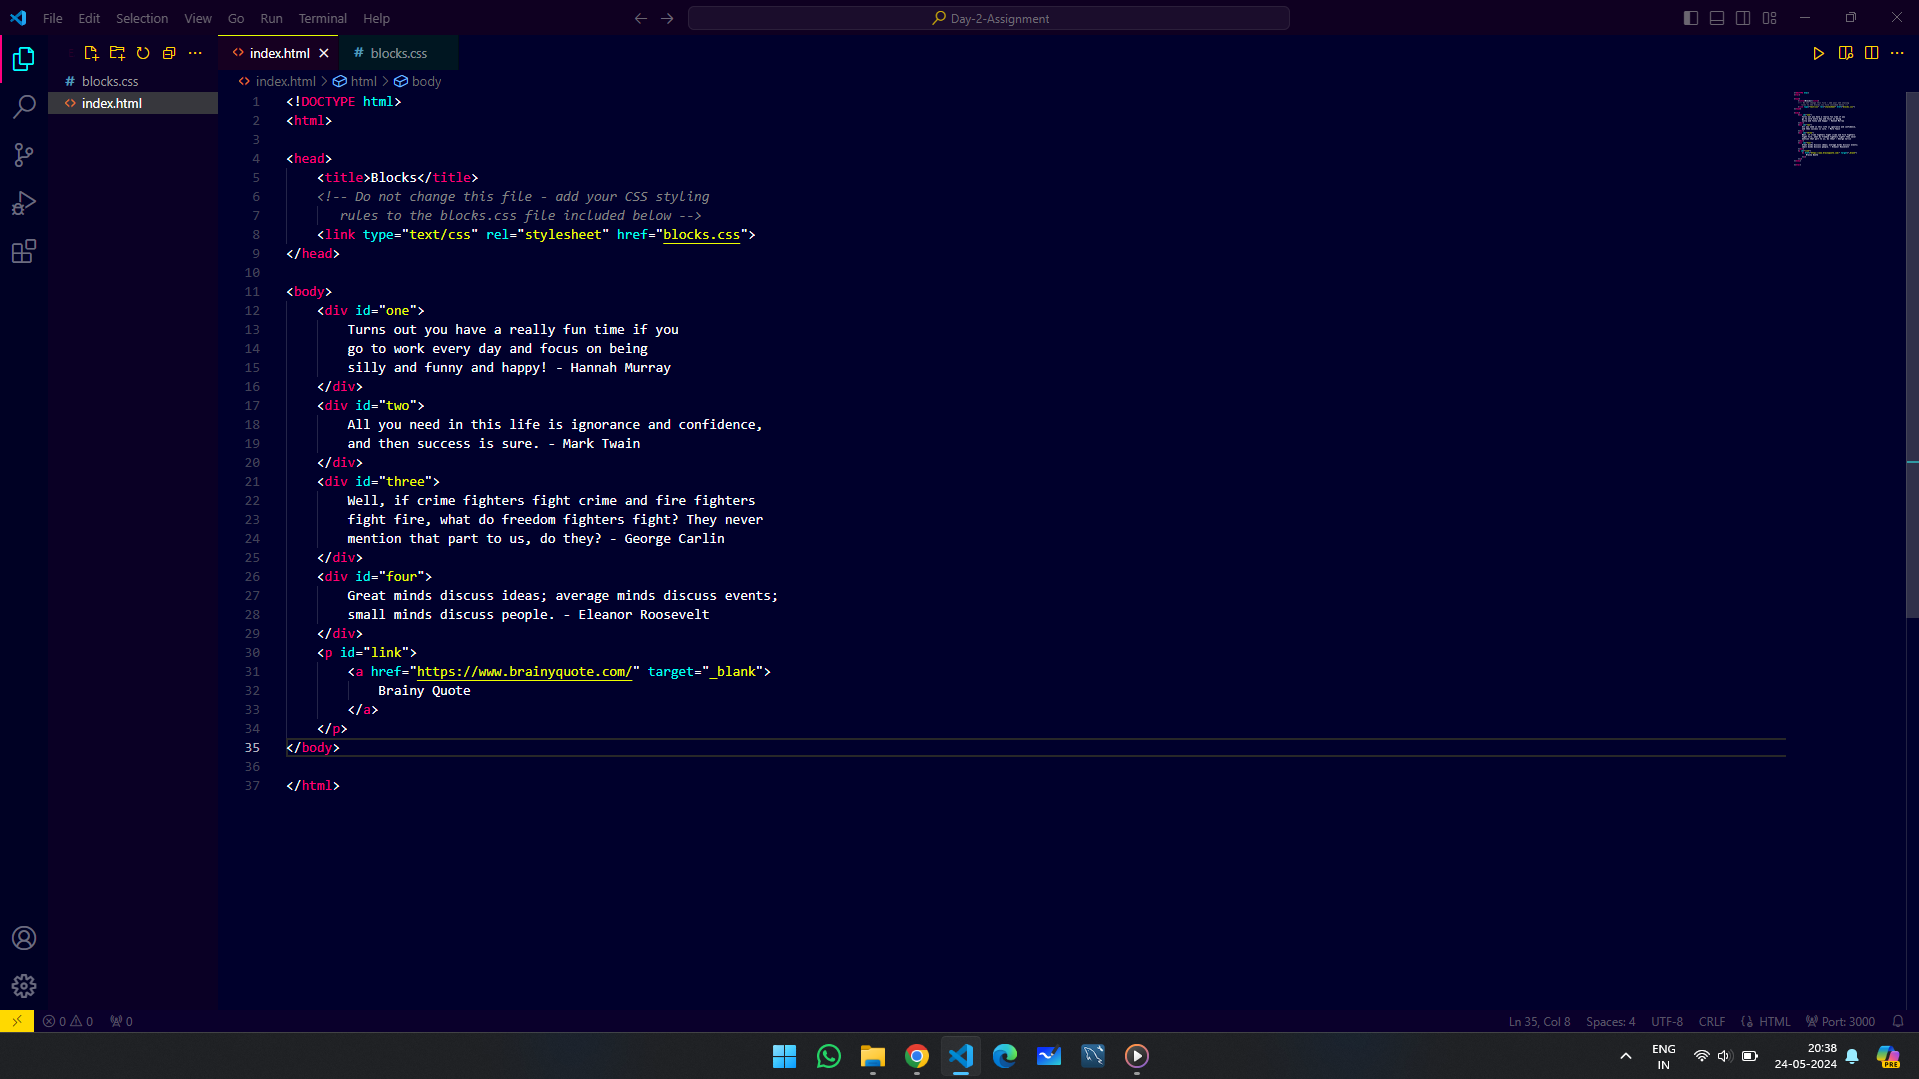 File Edit Selection View Go Run Terminal Help
Day-2-Assignment
blocks.css
index.html
index.html
blocks.css
index.html > html > body
1 <!DOCTYPE html>
2 <html>
3
4 <head>
5 <title>Blocks</title>
6 <!-- Do not change this file - add your CSS styling
7 rules to the blocks.css file included below -->
8 <link type="text/css" rel="stylesheet" href="blocks.css">
9 </head>
10
11 <body>
12 <div id="one">
13 Turns out you have a really fun time if you
14 go to work every day and focus on being
15 silly and funny and happy! - Hannah Murray
16 </div>
17 <div id="two">
18 All you need in this life is ignorance and confidence,
19 and then success is sure. - Mark Twain
20 </div>
21 <div id="three">
22 Well, if crime fighters fight crime and fire fighters
23 fight fire, what do freedom fighters fight? They never
24 mention that part to us, do they? - George Carlin
25 </div>
26 <div id="four">
27 Great minds discuss ideas; average minds discuss events;
28 small minds discuss people. - Eleanor Roosevelt
29 </div>
30 <p id="link">
31 <a href="https://www.brainyquote.com/" target="_blank">
32 Brainy Quote
33 </a>
34 </p>
35 </body>
36
37 </html>
0 0 0
Ln 35, Col 8 Spaces: 4 UTF-8 CRLF HTML Port: 3000
ENG
IN
20:38
24-05-2024
PRE